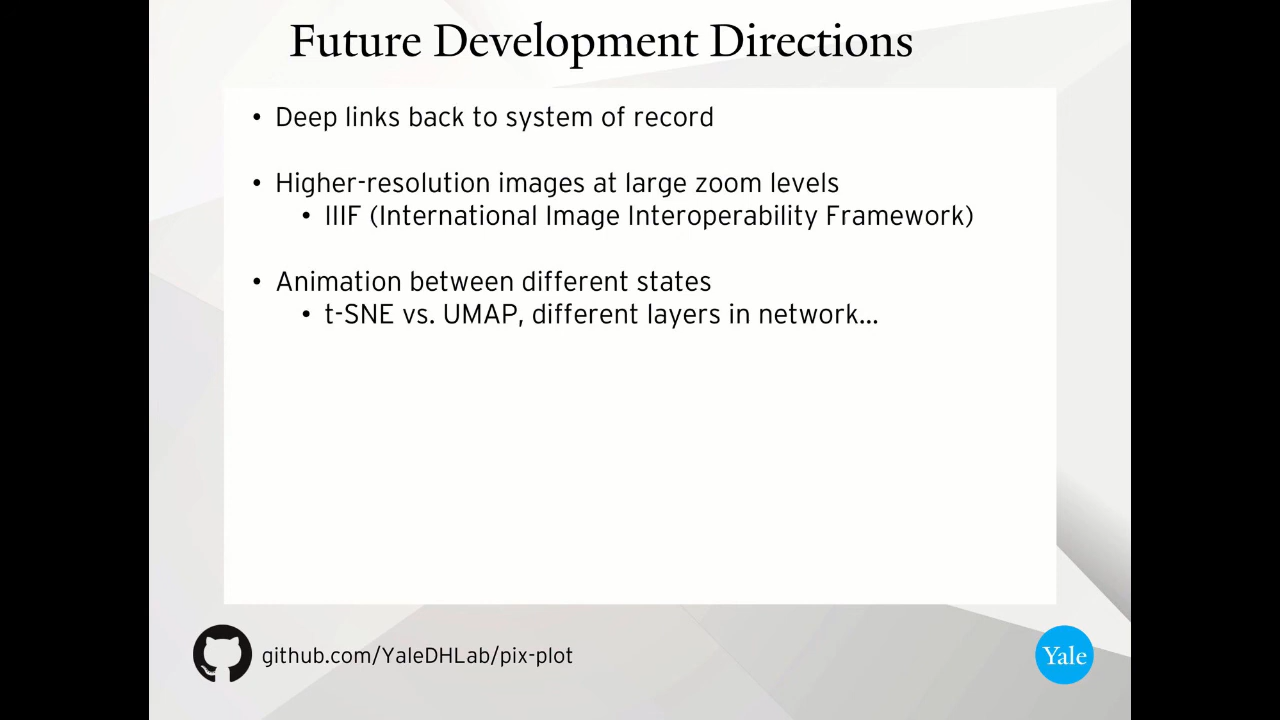 Future Development Directions
• Deep links back to system of record
• Higher-resolution images at large zoom levels
• IIIF (International Image Interoperability Framework)
• Animation between different states
• t-SNE vs. UMAP, different layers in network...
github.com/YaleDHLab/pix-plot
Yale